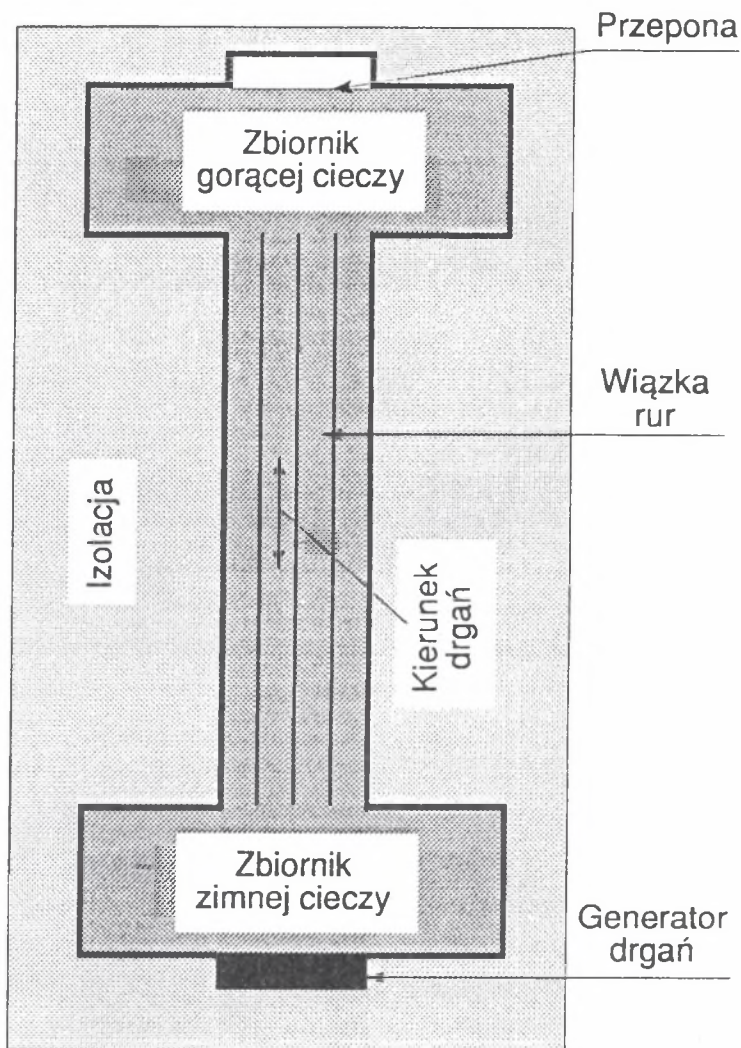 Przepona
Zbiornik
gorącej cieczy
Wiązka
rur
Izolacja
Kierunek
drgań
Zbiornik
zimnej cieczy
Generator
drgań